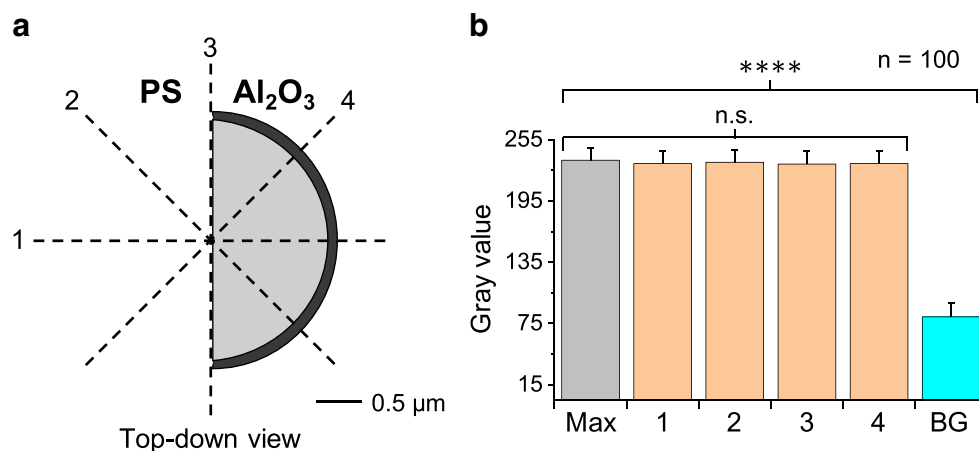 a
3
PS Al₂O₃
2 4
1
0.5 µm
Top-down view
b
**** n = 100
n.s.
255
195
135
75
15
Gray value
Max 1 2 3 4 BG